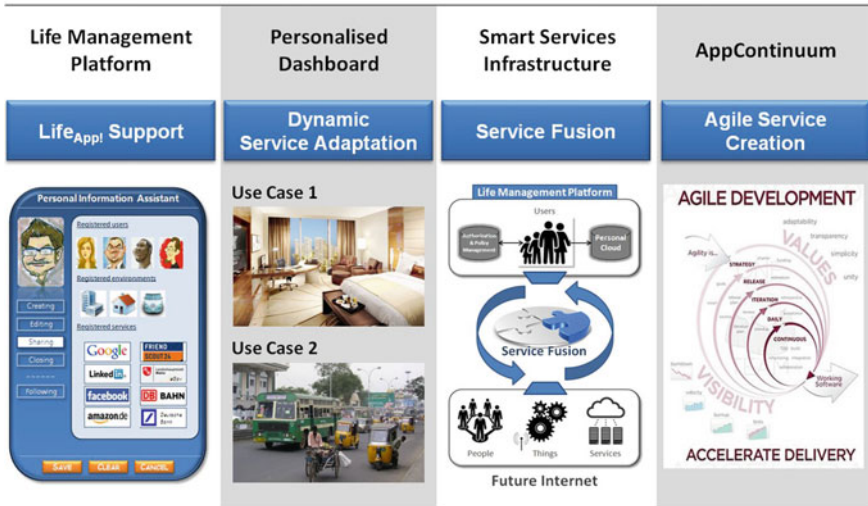 Life Management
Platform
Personalised
Dashboard
Smart Services
Infrastructure
AppContinuum
LifeApp! Support
Dynamic
Service Adaptation
Service Fusion
Agile Service
Creation
Personal Information Assistant
Registered users
Registered environments
Creating
Editing
Sharing
Closing
------
Following
Registered services
Google
FRIEND
SCOUT24
LinkedIn
Landeshauptstadt
Mainz
facebook
DB BAHN
amazon.de
Deutsche
Bank
SAVE
CLEAR
CANCEL
Use Case 1
Use Case 2
Life Management Platform
Users
Authorisation
& Policy
Management
Personal
Cloud
Service Fusion
People
Things
Services
Future Internet
AGILE DEVELOPMENT
VALUES
adaptability
transparency
simplicity
unity
Agility is...
STRATEGY
RELEASE
ITERATION
DAILY
CONTINUOUS
Working
Software
VISIBILITY
ACCELERATE DELIVERY